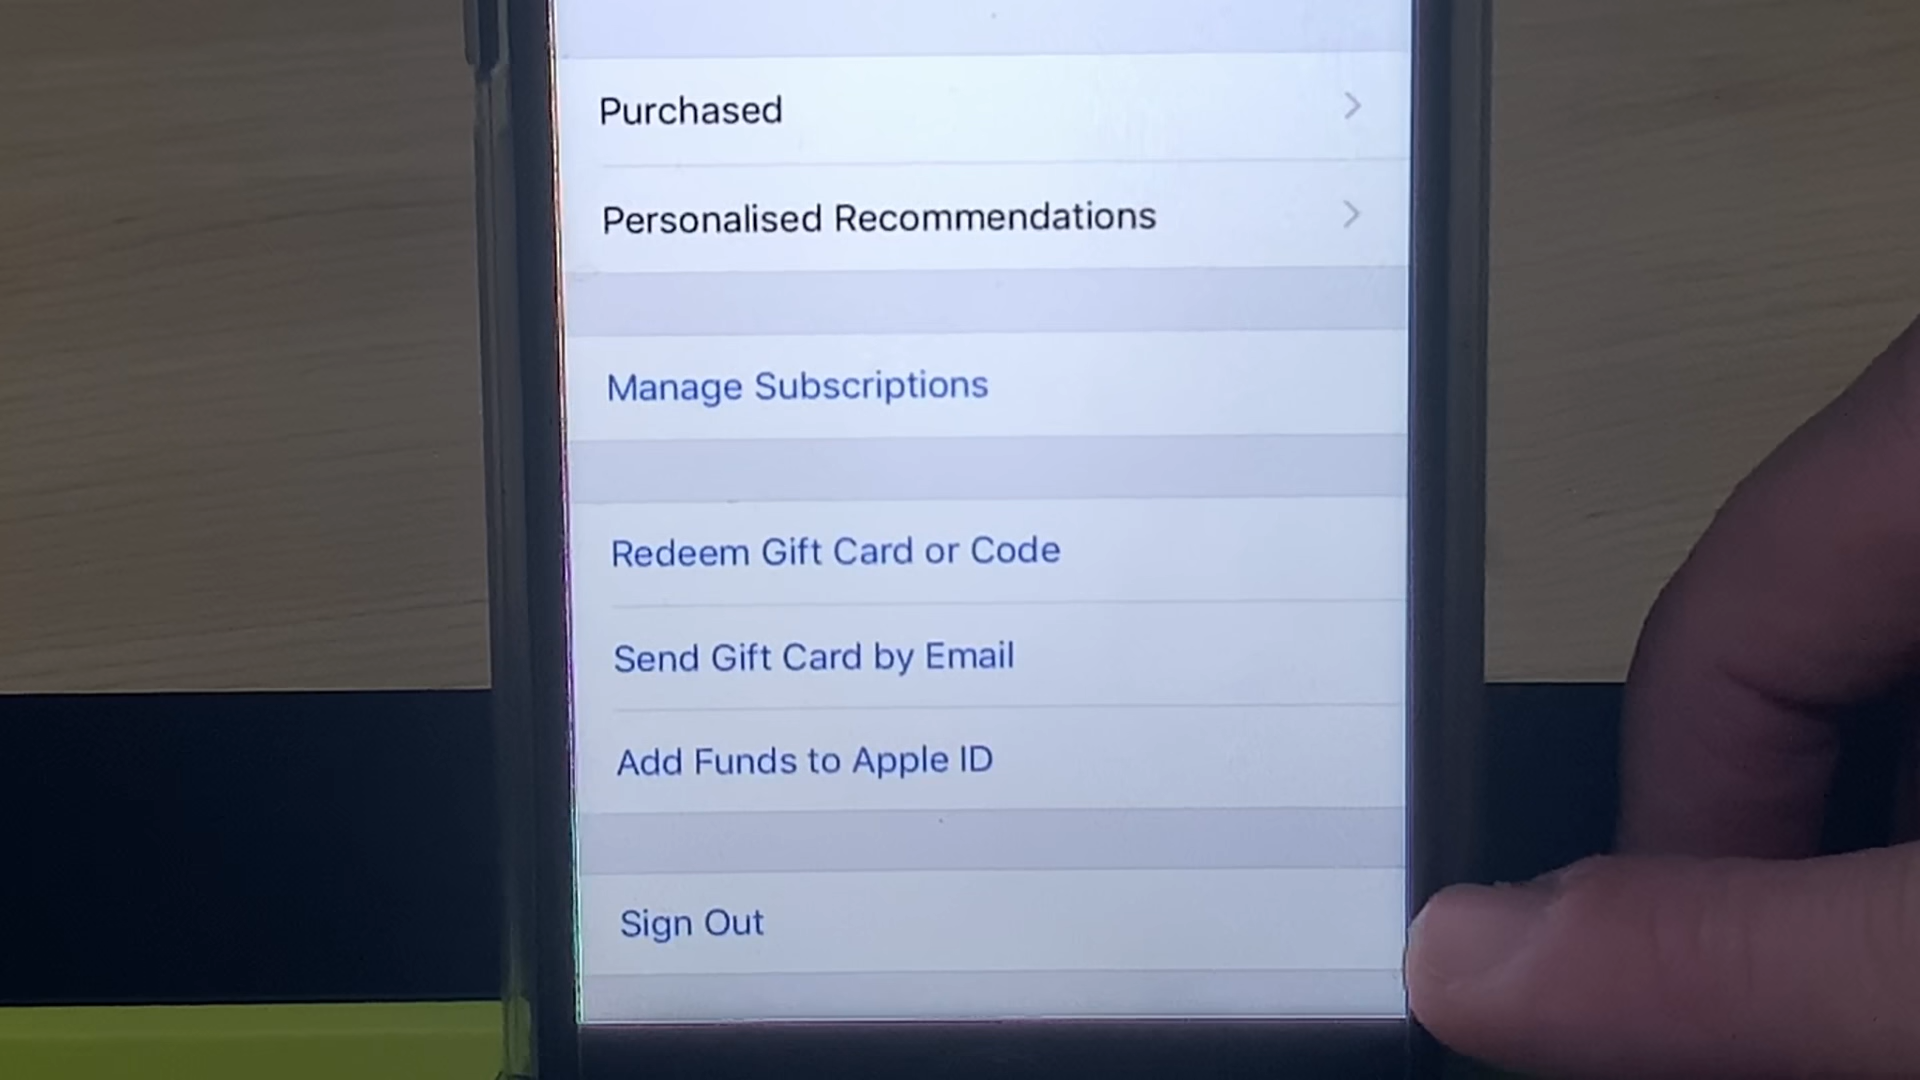 Purchased
Personalised Recommendations
Manage Subscriptions
Redeem Gift Card or Code
Send Gift Card by Email
Add Funds to Apple ID
Sign Out